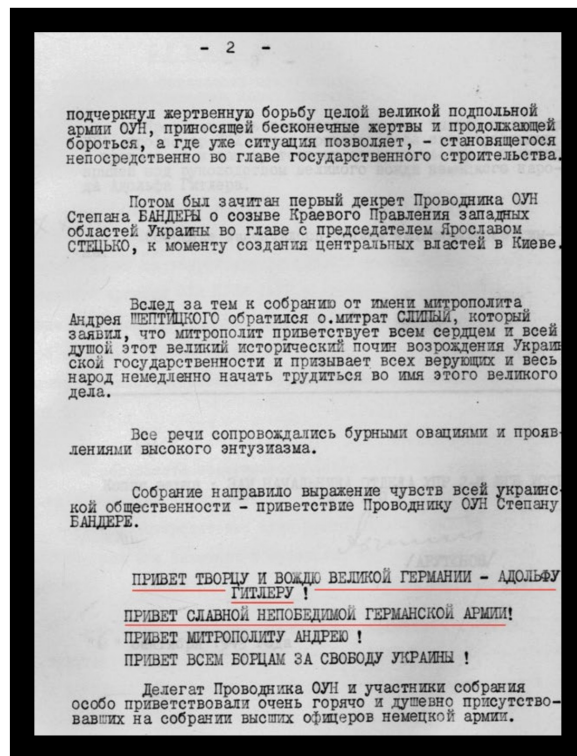 - 2 -
подчеркнул жертвенную борьбу целой великой подпольной
армии ОУН, приносящей бесконечные жертвы и продолжающей
бороться, а где уже ситуация позволяет, - становящегося
непосредственно во главе государственного строительства.
Потом был зачитан первый декрет Проводника ОУН
Степана БАНДЕРЫ о созыве Краевого Правления западных
областей Украины во главе с председателем Ярославом
СТЕЦЬКО, к моменту создания центральных властей в Киеве.
Вслед за тем к собранию от имени митрополита
Андрея ШЕПТИЦКОГО обратился о.митрат СЛИПЫЙ, который
заявил, что митрополит приветствует всем сердцем и всей
душой этот великий исторический почин возрождения Украин
ской государственности и призывает всех верующих и весь
народ немедленно начать трудиться во имя этого великого
дела.
Все речи сопровождались бурными овациями и прояв-
лениями высокого энтузиазма.
Собрание направило выражение чувств всей украинс-
кой общественности - приветствие Проводнику ОУН Степану
БАНДЕРЕ.
ПРИВЕТ ТВОРЦУ И ВОЖДЮ ВЕЛИКОЙ ГЕРМАНИИ - АДОЛЬФУ
ГИТЛЕРУ !
ПРИВЕТ СЛАВНОЙ НЕПОБЕДИМОЙ ГЕРМАНСКОЙ АРМИИ!
ПРИВЕТ МИТРОПОЛИТУ АНДРЕЮ !
ПРИВЕТ ВСЕМ БОРЦАМ ЗА СВОБОДУ УКРАИНЫ !
Делегат Проводника ОУН и участники собрания
особо приветствовали очень горячо и душевно присутство-
вавших на собрании высших офицеров немецкой армии.